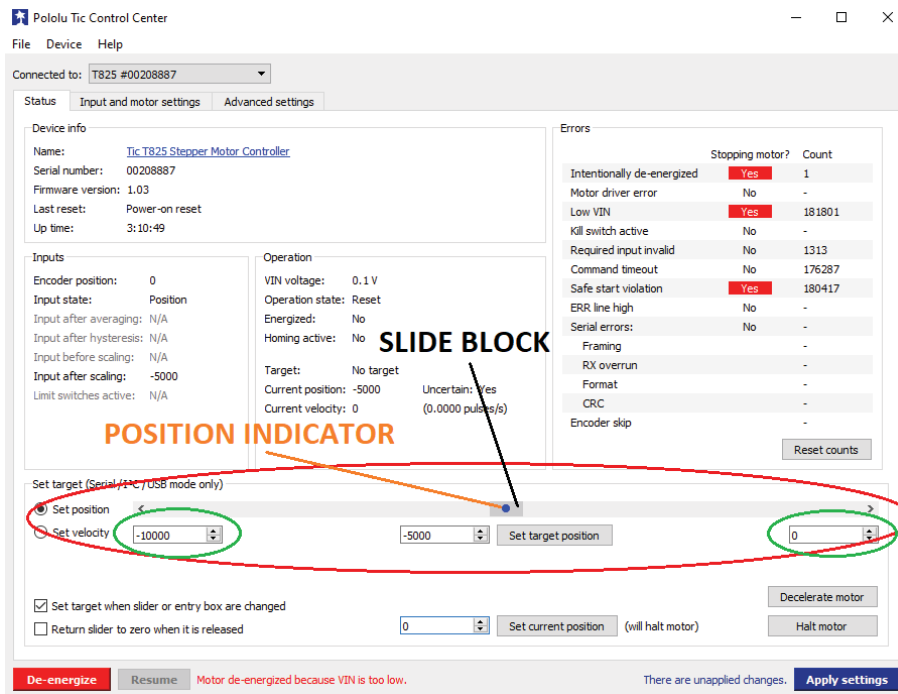 Pololu Tic Control Center
File Device Help
Connected to: T825 #00208887
Status Input and motor settings Advanced settings
Device info
Name: Tic T825 Stepper Motor Controller
Serial number: 00208887
Firmware version: 1.03
Last reset: Power-on reset
Up time: 3:10:49
Errors
Stopping motor? Count
Intentionally de-energized Yes 1
Motor driver error No -
Low VIN Yes 181801
Kill switch active No -
Required input invalid No 1313
Command timeout No 176287
Safe start violation Yes 180417
ERR line high No -
Serial errors: No -
Framing -
RX overrun -
Format -
CRC -
Encoder skip -
Reset counts
Inputs
Encoder position: 0
Input state: Position
Input after averaging: N/A
Input after hysteresis: N/A
Input before scaling: N/A
Input after scaling: -5000
Limit switches active: N/A
Operation
VIN voltage: 0.1 V
Operation state: Reset
Energized: No
Homing active: No
Target: No target
Current position: -5000 Uncertain: Yes
Current velocity: 0 (0.0000 pulses/s)
SLIDE BLOCK
POSITION INDICATOR
Set target (Serial/I²C/USB mode only)
Set position
Set velocity -10000 -5000 Set target position 0
Set target when slider or entry box are changed
Return slider to zero when it is released
0 Set current position (will halt motor)
Decelerate motor
Halt motor
De-energize Resume Motor de-energized because VIN is too low. There are unapplied changes. Apply settings